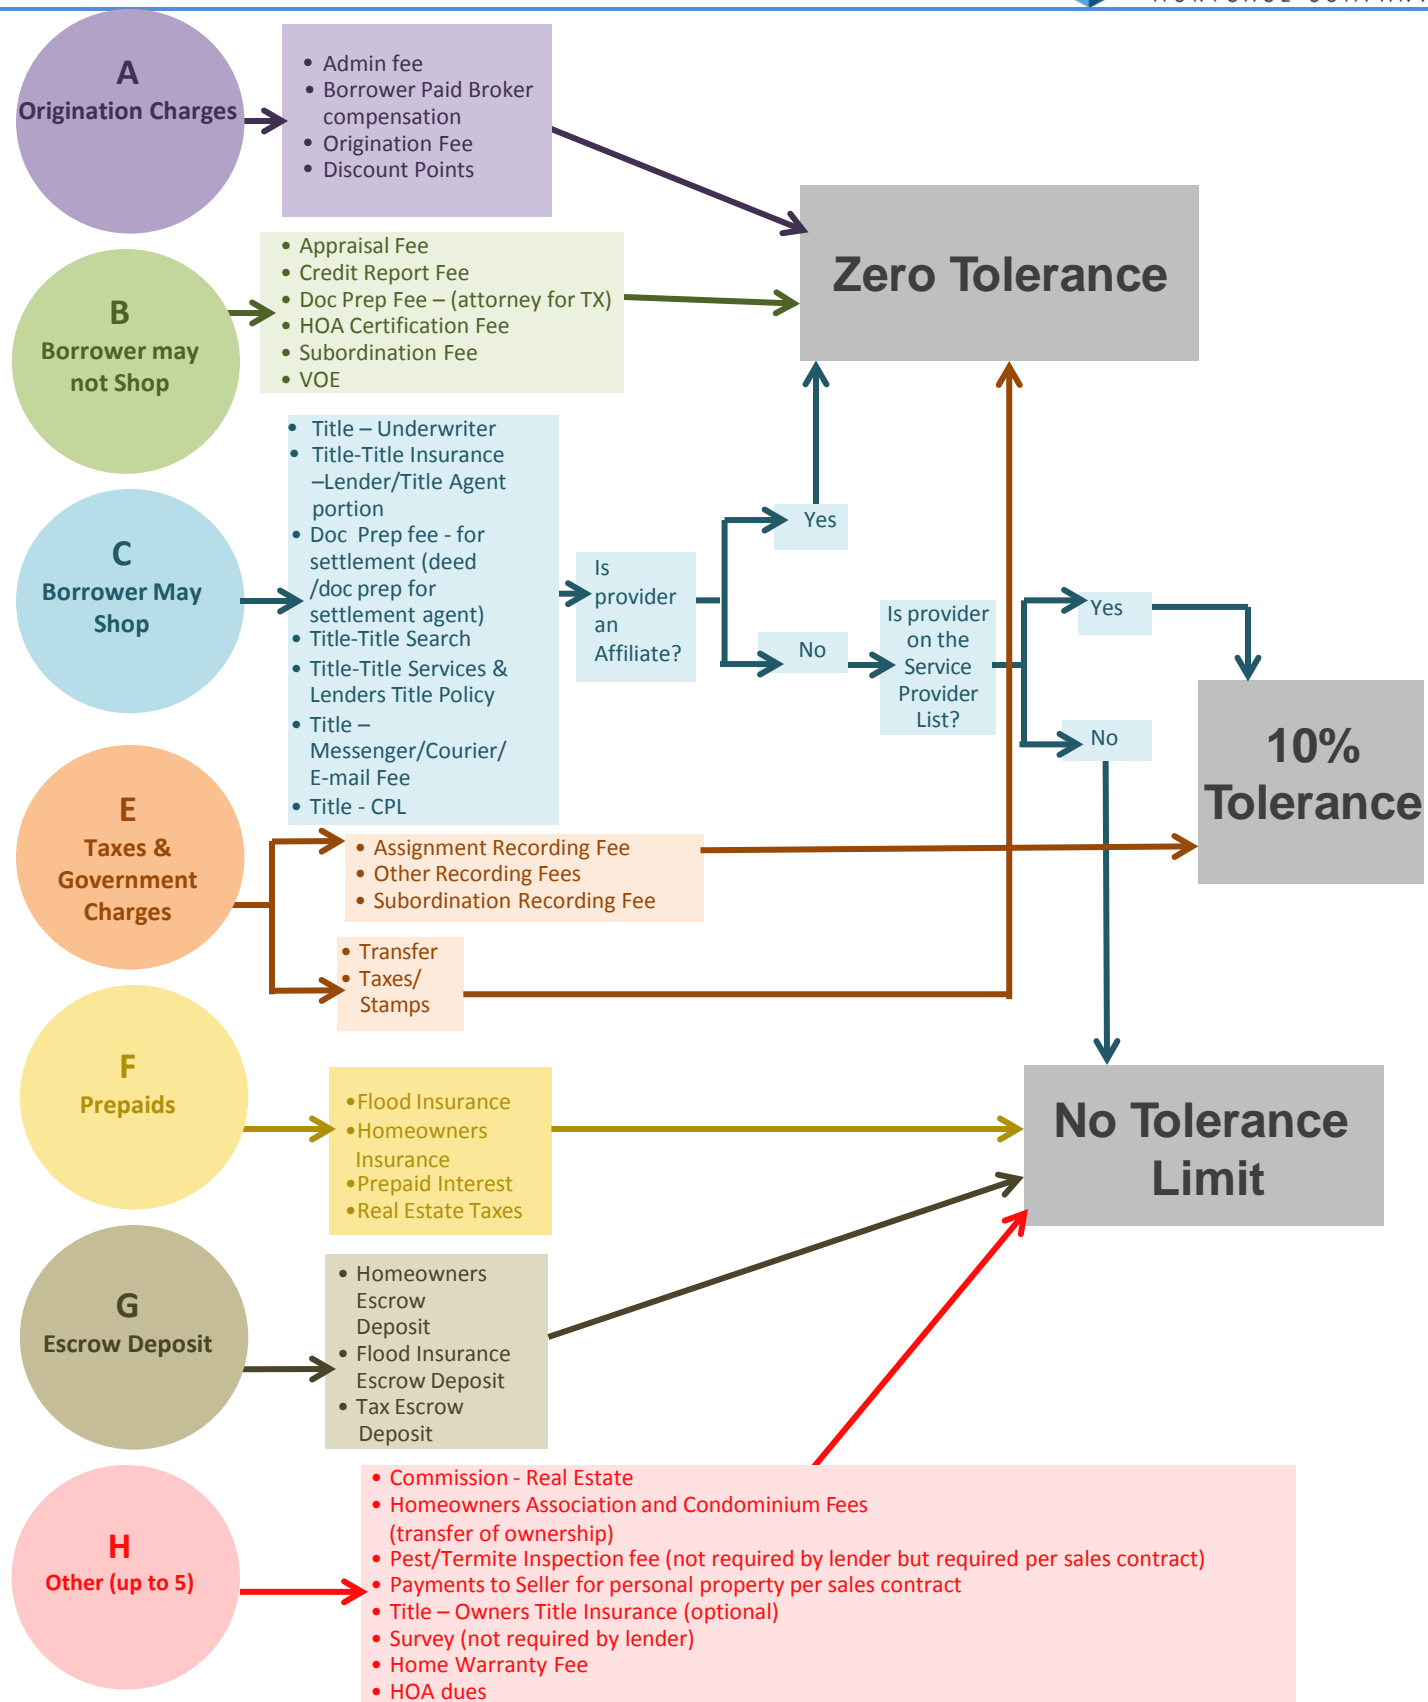 A
Origination Charges
• Admin fee
• Borrower Paid Broker
compensation
• Origination Fee
• Discount Points
Zero Tolerance
B
Borrower may
not Shop
• Appraisal Fee
• Credit Report Fee
• Doc Prep Fee – (attorney for TX)
• HOA Certification Fee
• Subordination Fee
• VOE
C
Borrower May
Shop
• Title – Underwriter
• Title-Title Insurance
–Lender/Title Agent
portion
• Doc Prep fee - for
settlement (deed
/doc prep for
settlement agent)
• Title-Title Search
• Title-Title Services &
Lenders Title Policy
• Title –
Messenger/Courier/
E-mail Fee
• Title - CPL
Is
provider
an
Affiliate?
Yes
No
Is provider
on the
Service
Provider
List?
Yes
No
10%
Tolerance
E
Taxes &
Government
Charges
• Assignment Recording Fee
• Other Recording Fees
• Subordination Recording Fee
• Transfer
• Taxes/
Stamps
F
Prepaids
•Flood Insurance
•Homeowners
Insurance
•Prepaid Interest
•Real Estate Taxes
No Tolerance
Limit
G
Escrow Deposit
• Homeowners
Escrow
Deposit
• Flood Insurance
Escrow Deposit
• Tax Escrow
Deposit
H
Other (up to 5)
• Commission - Real Estate
• Homeowners Association and Condominium Fees
(transfer of ownership)
• Pest/Termite Inspection fee (not required by lender but required per sales contract)
• Payments to Seller for personal property per sales contract
• Title – Owners Title Insurance (optional)
• Survey (not required by lender)
• Home Warranty Fee
• HOA dues